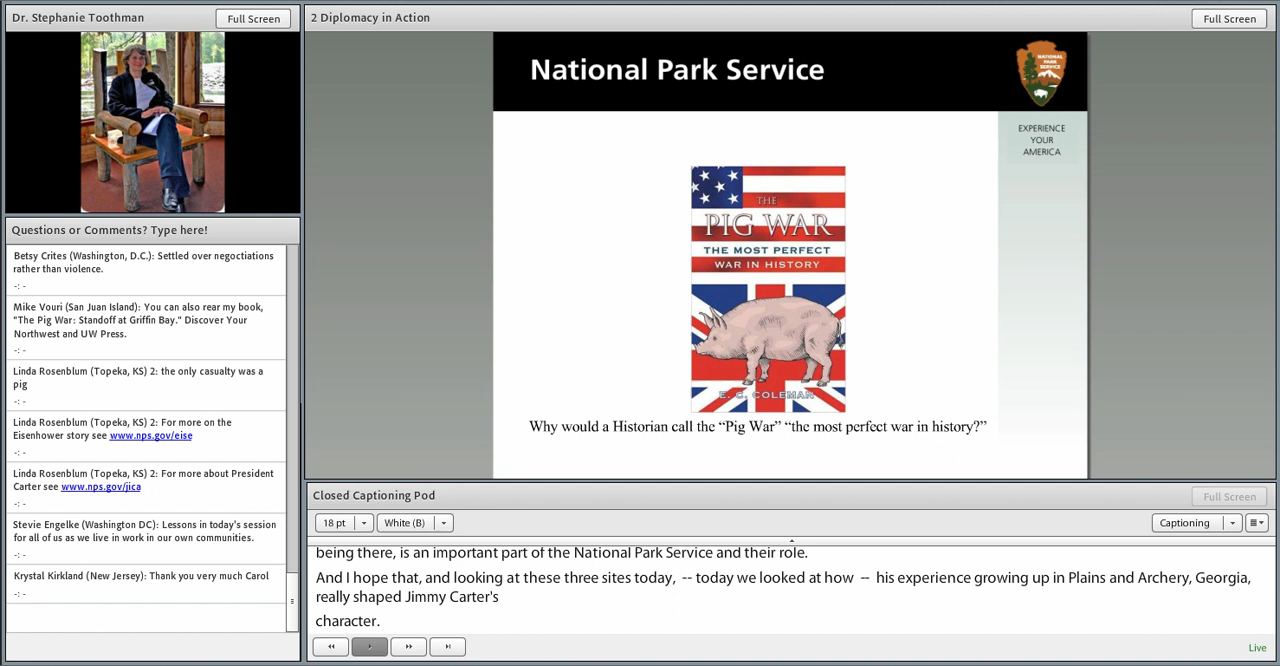 Dr. Stephanie Toothman
Full Screen
Questions or Comments? Type here!
Betsy Crites (Washington, D.C.): Settled over negoctiations
rather than violence.
-: -
Mike Vouri (San Juan Island): You can also rear my book,
"The Pig War: Standoff at Griffin Bay." Discover Your
Northwest and UW Press.
-: -
Linda Rosenblum (Topeka, KS) 2: the only casualty was a
pig
-: -
Linda Rosenblum (Topeka, KS) 2: For more on the
Eisenhower story see www.nps.gov/eise
-: -
Linda Rosenblum (Topeka, KS) 2: For more about President
Carter see www.nps.gov/jica
-: -
Stevie Engelke (Washington DC): Lessons in today's session
for all of us as we live in work in our own communities.
-: -
Krystal Kirkland (New Jersey): Thank you very much Carol
-: -
2 Diplomacy in Action
Full Screen
National Park Service
NATIONAL
PARK
SERVICE
EXPERIENCE
YOUR
AMERICA
THE
PIG WAR
THE MOST PERFECT
WAR IN HISTORY
E. C. COLEMAN
Why would a Historian call the “Pig War” “the most perfect war in history?”
Closed Captioning Pod
Full Screen
18 pt
White (B)
Captioning
being there, is an important part of the National Park Service and their role.
And I hope that, and looking at these three sites today, -- today we looked at how -- his experience growing up in Plains and Archery, Georgia,
really shaped Jimmy Carter's
character.
Live